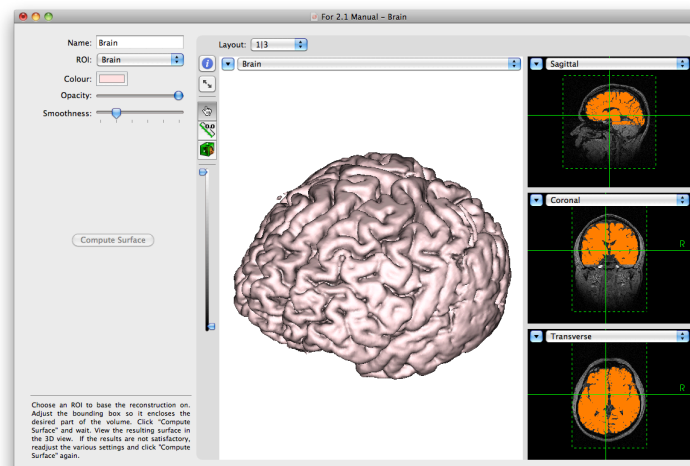 For 2.1 Manual - Brain
Name: Brain
ROI: Brain
Colour:
Opacity:
Smoothness:
Compute Surface
Choose an ROI to base the reconstruction on.
Adjust the bounding box so it encloses the
desired part of the volume. Click "Compute
Surface" and wait. View the resulting surface in
the 3D view. If the results are not satisfactory,
readjust the various settings and click "Compute
Surface" again.
Layout: 1|3
Brain
Sagittal
Coronal
R
Transverse
R